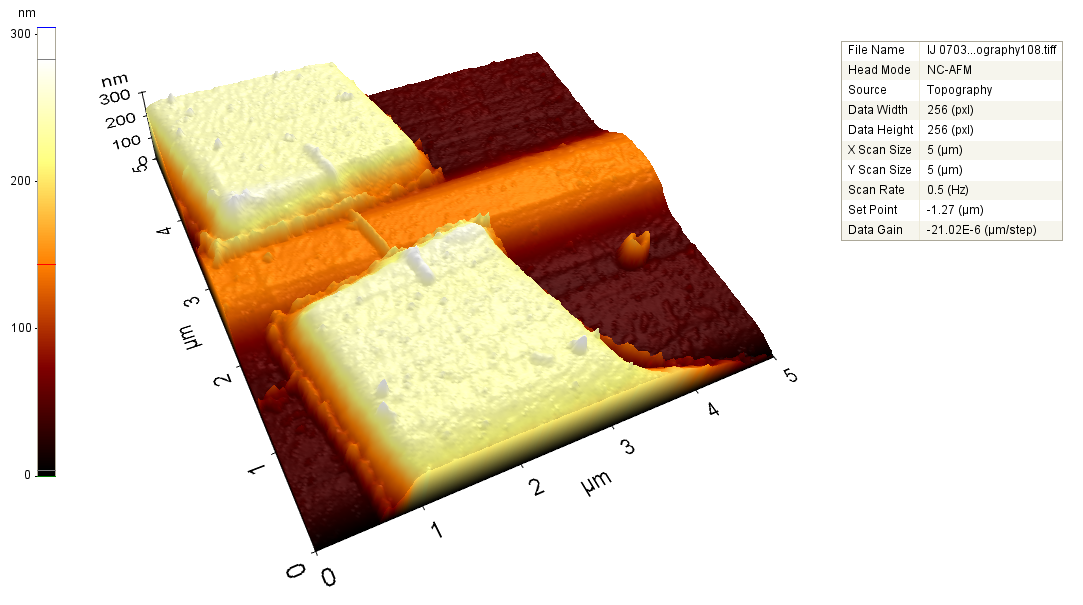 nm
300
200
100
0
nm
300
200
100
0
5
4
3
2
1
0
µm
0
1
2
3
4
5
µm
File Name IJ 0703...ography108.tiff
Head Mode NC-AFM
Source Topography
Data Width 256 (pxl)
Data Height 256 (pxl)
X Scan Size 5 (µm)
Y Scan Size 5 (µm)
Scan Rate 0.5 (Hz)
Set Point -1.27 (µm)
Data Gain -21.02E-6 (µm/step)